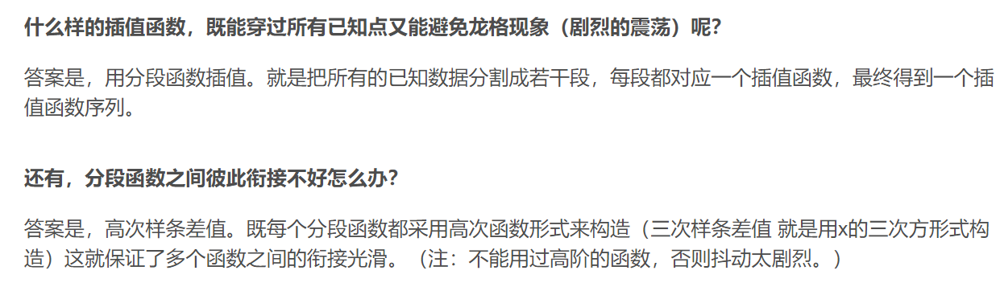 什么样的插值函数，既能穿过所有已知点又能避免龙格现象（剧烈的震荡）呢？
答案是，用分段函数插值。就是把所有的已知数据分割成若干段，每段都对应一个插值函数，最终得到一个插
值函数序列。
还有，分段函数之间彼此衔接不好怎么办？
答案是，高次样条差值。既每个分段函数都采用高次函数形式来构造（三次样条差值 就是用x的三次方形式构
造）这就保证了多个函数之间的衔接光滑。（注：不能用过高阶的函数，否则抖动太剧烈。）